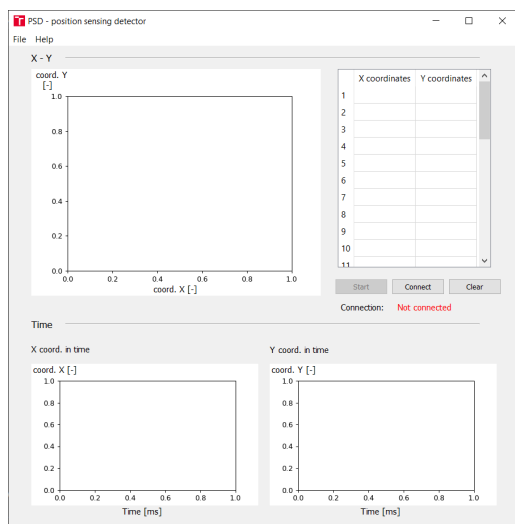 PSD - position sensing detector
File Help
X - Y
coord. Y
[-]
1.0
0.8
0.6
0.4
0.2
0.0
0.0 0.2 0.4 0.6 0.8 1.0
coord. X [-]
X coordinates Y coordinates
1
2
3
4
5
6
7
8
9
10
11
Start Connect Clear
Connection: Not connected
Time
X coord. in time
coord. X [-]
1.0
0.8
0.6
0.4
0.2
0.0
0.0 0.2 0.4 0.6 0.8 1.0
Time [ms]
Y coord. in time
coord. Y [-]
1.0
0.8
0.6
0.4
0.2
0.0
0.0 0.2 0.4 0.6 0.8 1.0
Time [ms]